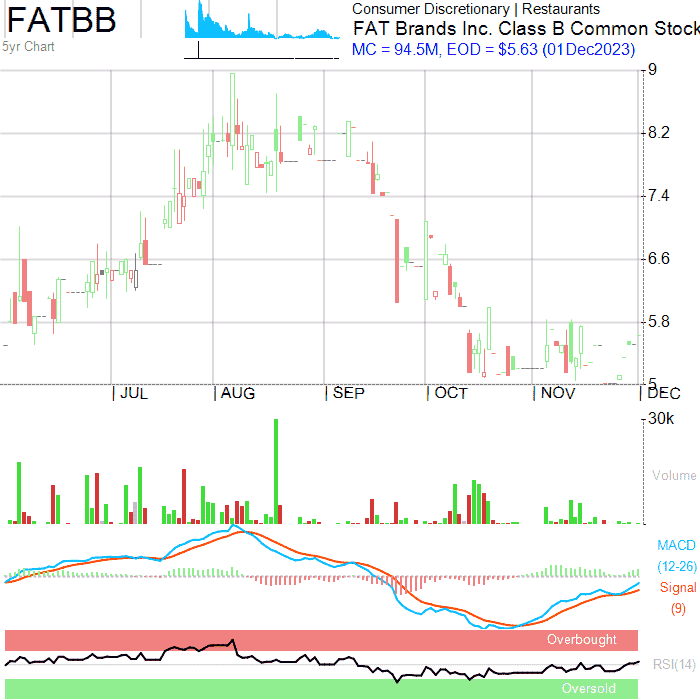 FATBB
5yr Chart
Consumer Discretionary | Restaurants
FAT Brands Inc. Class B Common Stock
MC = 94.5M, EOD = $5.63 (01Dec2023)
9
8.2
7.4
6.6
5.8
5
JUL
AUG
SEP
OCT
NOV
DEC
30k
Volume
MACD
(12-26)
Signal
(9)
Overbought
RSI(14)
Oversold